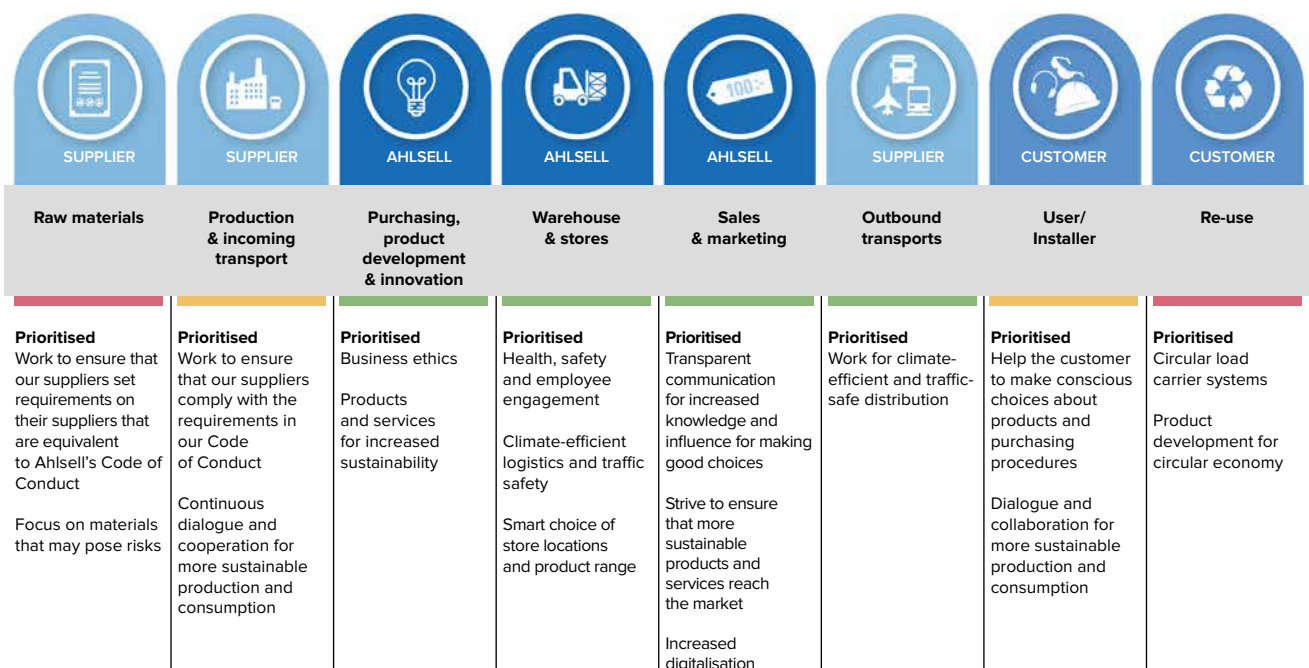 SUPPLIER
SUPPLIER
AHLSELL
AHLSELL
100:-
AHLSELL
SUPPLIER
CUSTOMER
CUSTOMER
Raw materials
Production
& incoming
transport
Purchasing,
product
development
& innovation
Warehouse
& stores
Sales
& marketing
Outbound
transports
User/
Installer
Re-use
Prioritised
Work to ensure that
our suppliers set
requirements on
their suppliers that
are equivalent
to Ahlsell's Code of
Conduct
Focus on materials
that may pose risks
Prioritised
Work to ensure
that our suppliers
comply with the
requirements in
our Code
of Conduct
Continuous
dialogue and
cooperation for
more sustainable
production and
consumption
Prioritised
Business ethics
Products
and services
for increased
sustainability
Prioritised
Health, safety
and employee
engagement
Climate-efficient
logistics and traffic
safety
Smart choice of
store locations
and product range
Prioritised
Transparent
communication
for increased
knowledge and
influence for making
good choices
Strive to ensure
that more
sustainable
products and
services reach
the market
Increased
digitalisation
Prioritised
Work for climate-
efficient and traffic-
safe distribution
Prioritised
Help the customer
to make conscious
choices about
products and
purchasing
procedures
Dialogue and
collaboration for
more sustainable
production and
consumption
Prioritised
Circular load
carrier systems
Product
development for
circular economy